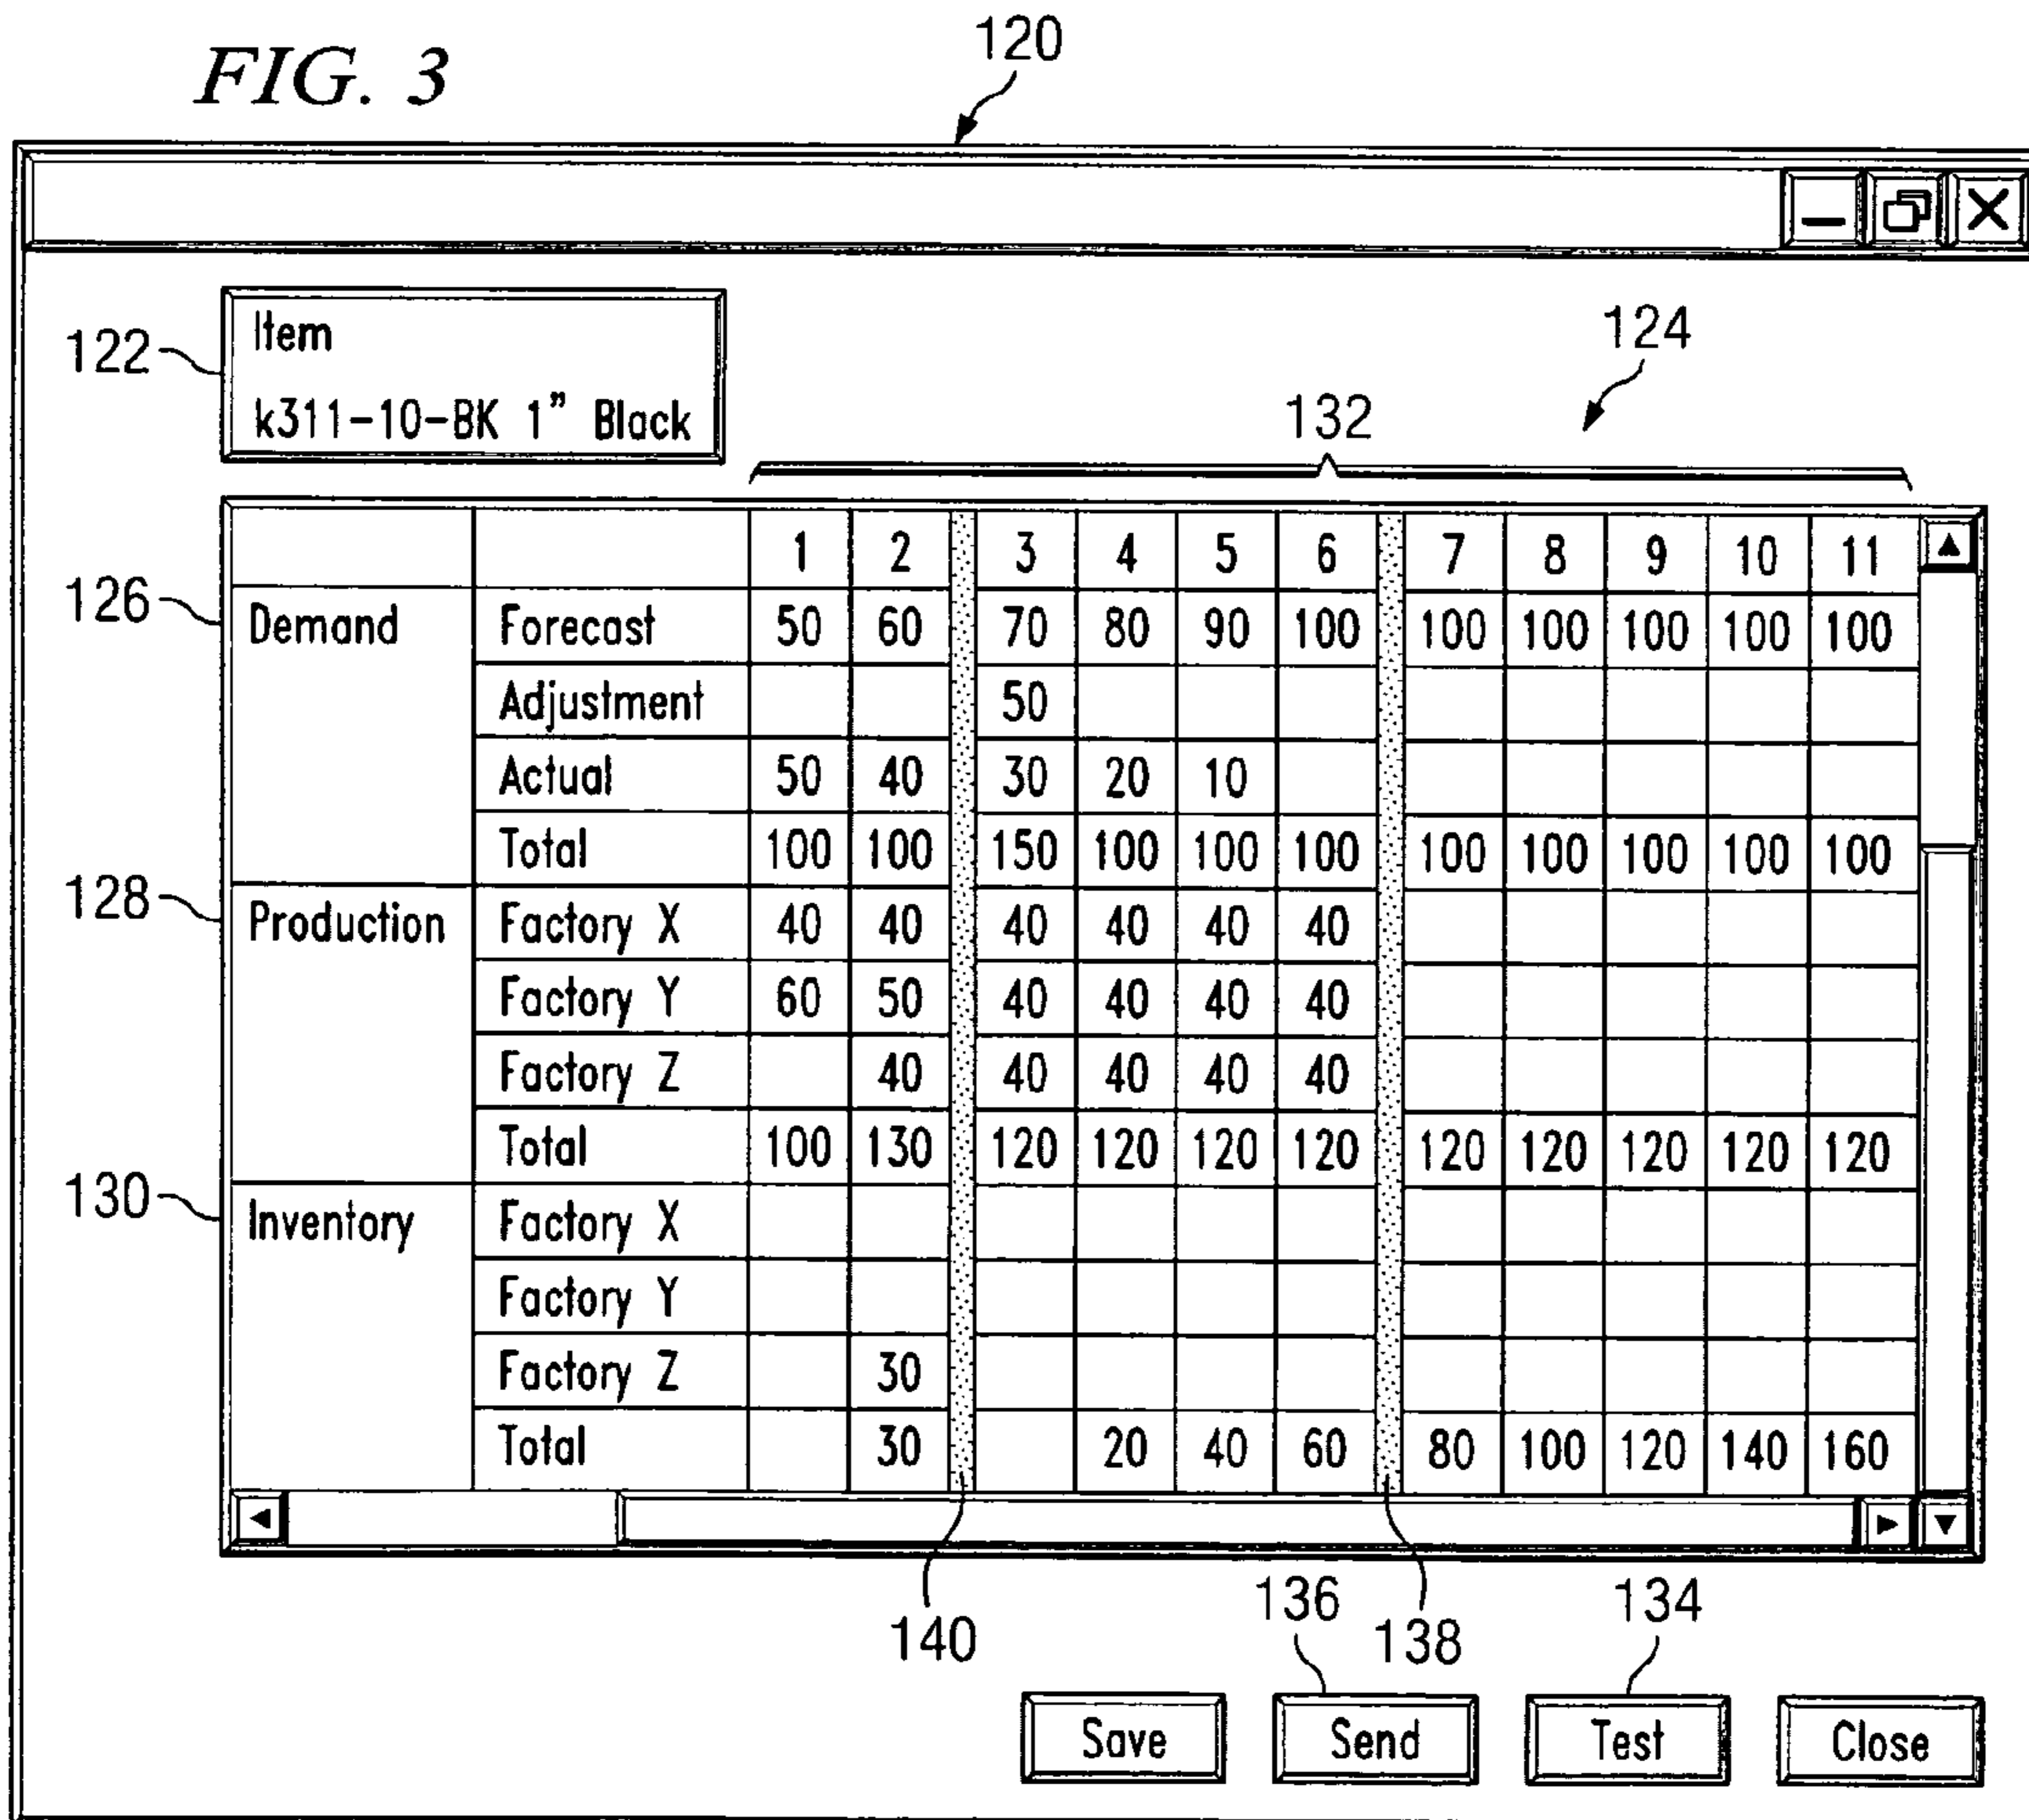 FIG. 3
120
122
Item
k311-10-BK 1” Black
124
132
1 2 3 4 5 6 7 8 9 10 11
126
Demand Forecast 50 60 70 80 90 100 100 100 100 100 100
Adjustment 50
Actual 50 40 30 20 10
Total 100 100 150 100 100 100 100 100 100 100 100
128
Production Factory X 40 40 40 40 40 40
Factory Y 60 50 40 40 40 40
Factory Z 40 40 40 40 40
Total 100 130 120 120 120 120 120 120 120 120 120
130
Inventory Factory X
Factory Y
Factory Z 30
Total 30 20 40 60 80 100 120 140 160
140
136
138
134
Save Send Test Close